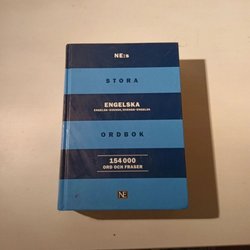 NE:s
STORA
ENGELSKA
ENGELSK-SVENSK/SVENSK-ENGELSK
ORDBOK
154 000
ORD OCH FRASER
NE